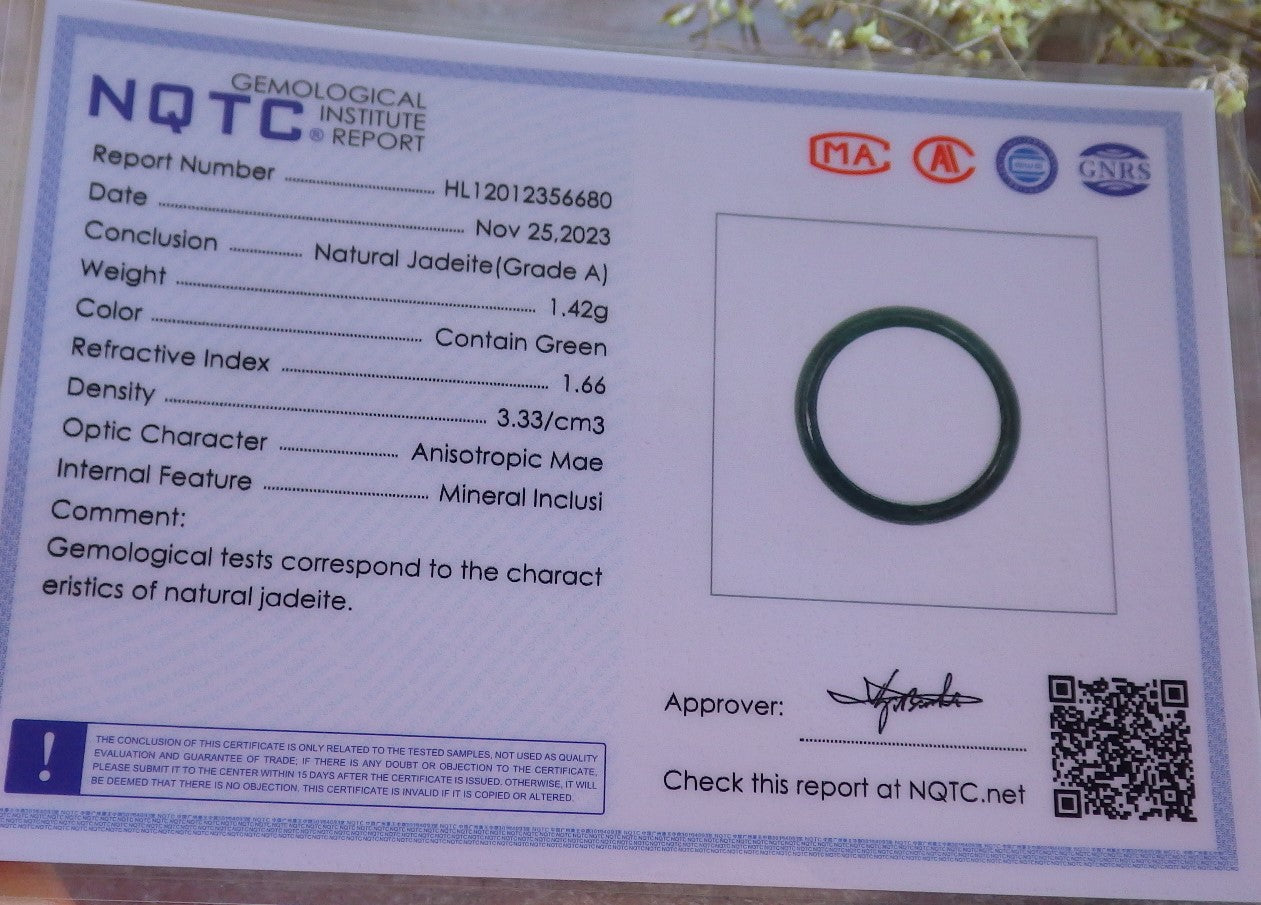 NQTC® GEMOLOGICAL
INSTITUTE
REPORT
Report Number ........ HL12012356680
Date ........ Nov 25,2023
Conclusion ........ Natural Jadeite(Grade A)
Weight ........ 1.42g
Color ........ Contain Green
Refractive Index ........ 1.66
Density ........ 3.33/cm3
Optic Character ........ Anisotropic Mae
Internal Feature ........ Mineral Inclusi
Comment:
Gemological tests correspond to the charact
eristics of natural jadeite.
! THE CONCLUSION OF THIS CERTIFICATE IS ONLY RELATED TO THE TESTED SAMPLES, NOT USED AS QUALITY
EVALUATION AND GUARANTEE OF TRADE; IF THERE IS ANY DOUBT OR OBJECTION TO THE CERTIFICATE,
PLEASE SUBMIT IT TO THE CENTER WITHIN 15 DAYS AFTER THE CERTIFICATE IS ISSUED. OTHERWISE, IT WILL
BE DEEMED THAT THERE IS NO OBJECTION. THIS CERTIFICATE IS INVALID IF IT IS COPIED OR ALTERED.
MA AL GNRS
Approver:
Check this report at NQTC.net